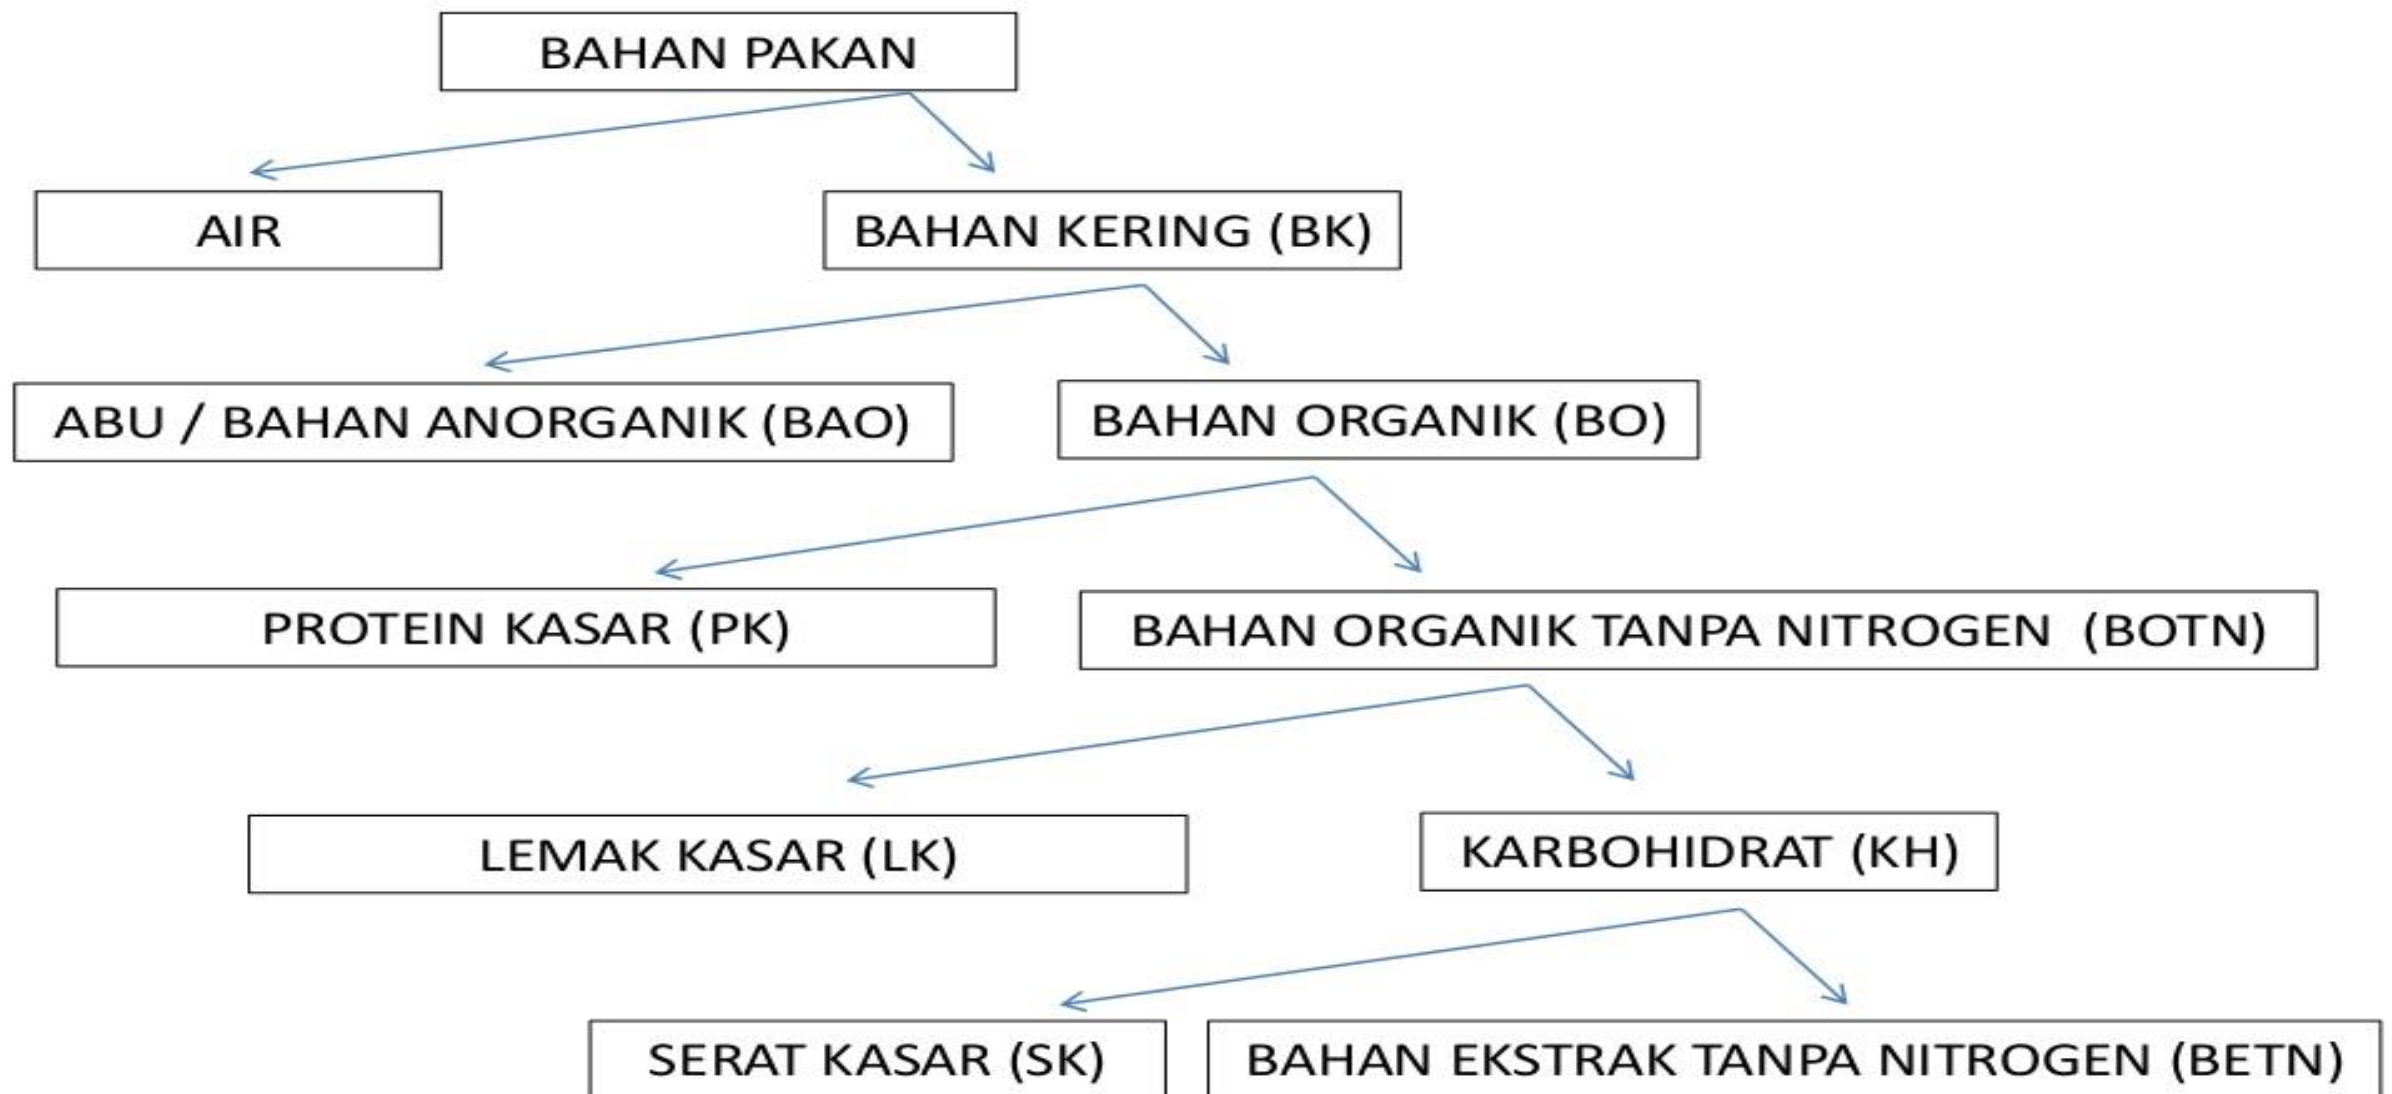 BAHAN PAKAN
AIR
BAHAN KERING (BK)
ABU / BAHAN ANORGANIK (BAO)
BAHAN ORGANIK (BO)
PROTEIN KASAR (PK)
BAHAN ORGANIK TANPA NITROGEN (BOTN)
LEMAK KASAR (LK)
KARBOHIDRAT (KH)
SERAT KASAR (SK)
BAHAN EKSTRAK TANPA NITROGEN (BETN)